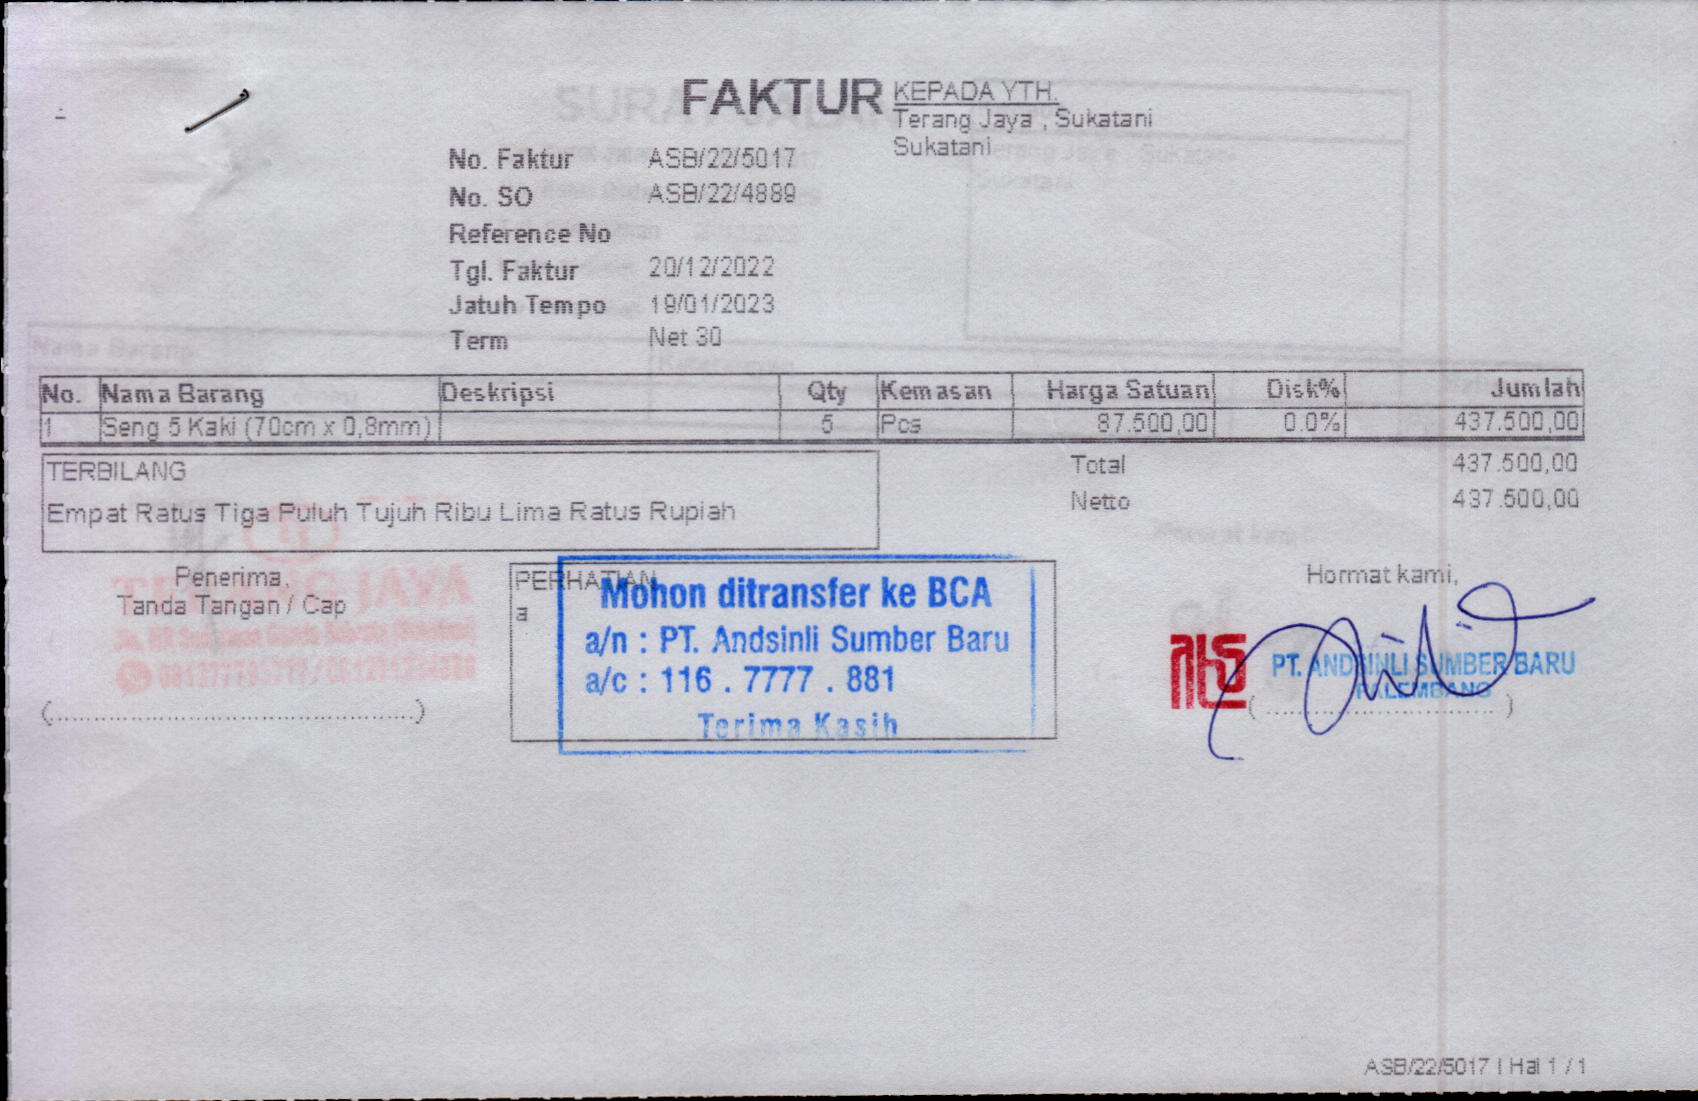 FAKTUR
KEPADA YTH.
Terang Jaya , Sukatani
Sukatani
No. Faktur ASB/22/5017
No. SO ASB/22/4889
Reference No
Tgl. Faktur 20/12/2022
Jatuh Tempo 19/01/2023
Term Net 30
No. Nama Barang Deskripsi Qty Kemasan Harga Satuan Disk% Jumlah
1 Seng 5 Kaki (70cm x 0,8mm) 5 Pcs 87.500,00 0.0% 437.500,00
TERBILANG
Empat Ratus Tiga Puluh Tujuh Ribu Lima Ratus Rupiah
Total 437.500,00
Netto 437.500,00
Penerima,
Tanda Tangan / Cap
(....................................................)
PERHATIAN
a
Mohon ditransfer ke BCA
a/n : PT. Andsinli Sumber Baru
a/c : 116 . 7777 . 881
Terima Kasih
Hormat kami,
PT. ANDSINLI SUMBER BARU
PALEMBANG
(..................................)
TERANG JAYA
ASB/22/5017 | Hal 1 / 1